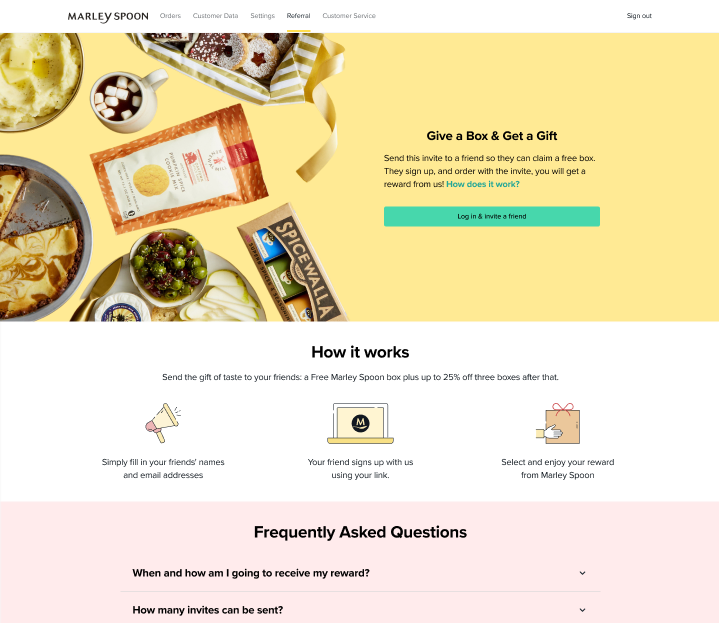 MARLEY SPOON Orders Customer Data Settings Referral Customer Service Sign out
PUMPKIN SPICE
COOKIE MIX
SPICEWALLA
Give a Box & Get a Gift
Send this invite to a friend so they can claim a free box.
They sign up, and order with the invite, you will get a
reward from us! How does it work?
Log in & invite a friend
How it works
Send the gift of taste to your friends: a Free Marley Spoon box plus up to 25% off three boxes after that.
M
Simply fill in your friends' names
and email addresses
Your friend signs up with us
using your link.
Select and enjoy your reward
from Marley Spoon
Frequently Asked Questions
When and how am I going to receive my reward?
How many invites can be sent?